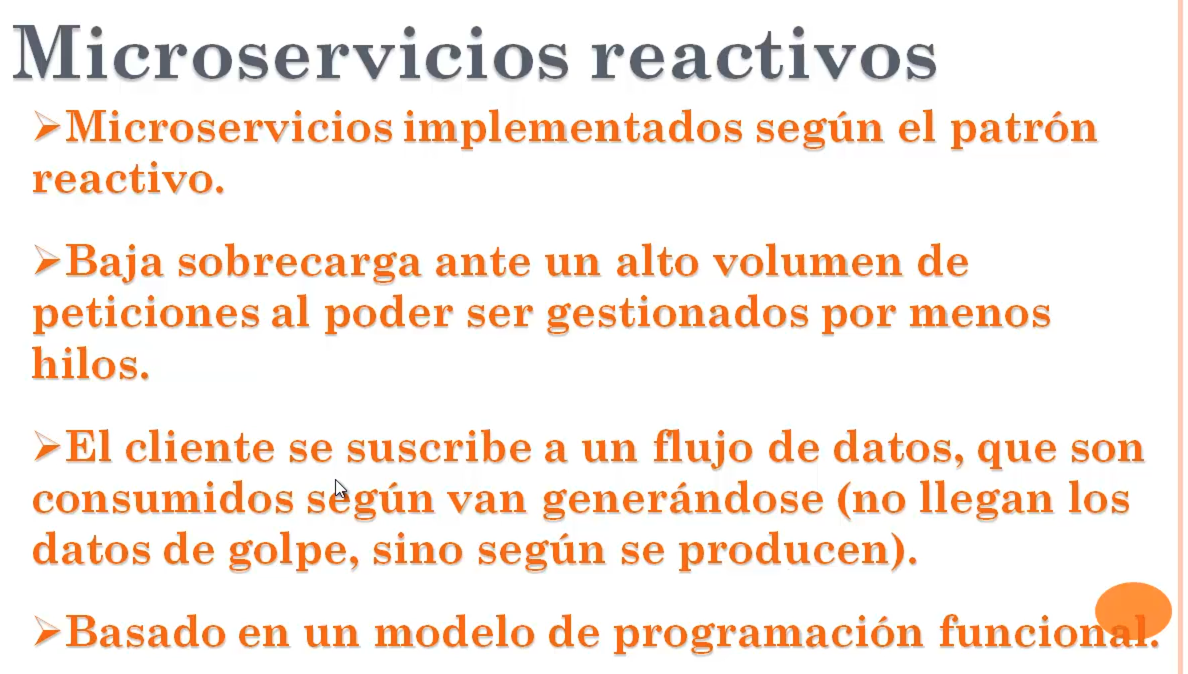 Microservicios reactivos
➢Microservicios implementados según el patrón
reactivo.
➢Baja sobrecarga ante un alto volumen de
peticiones al poder ser gestionados por menos
hilos.
➢El cliente se suscribe a un flujo de datos, que son
consumidos según van generándose (no llegan los
datos de golpe, sino según se producen).
➢Basado en un modelo de programación funcional.